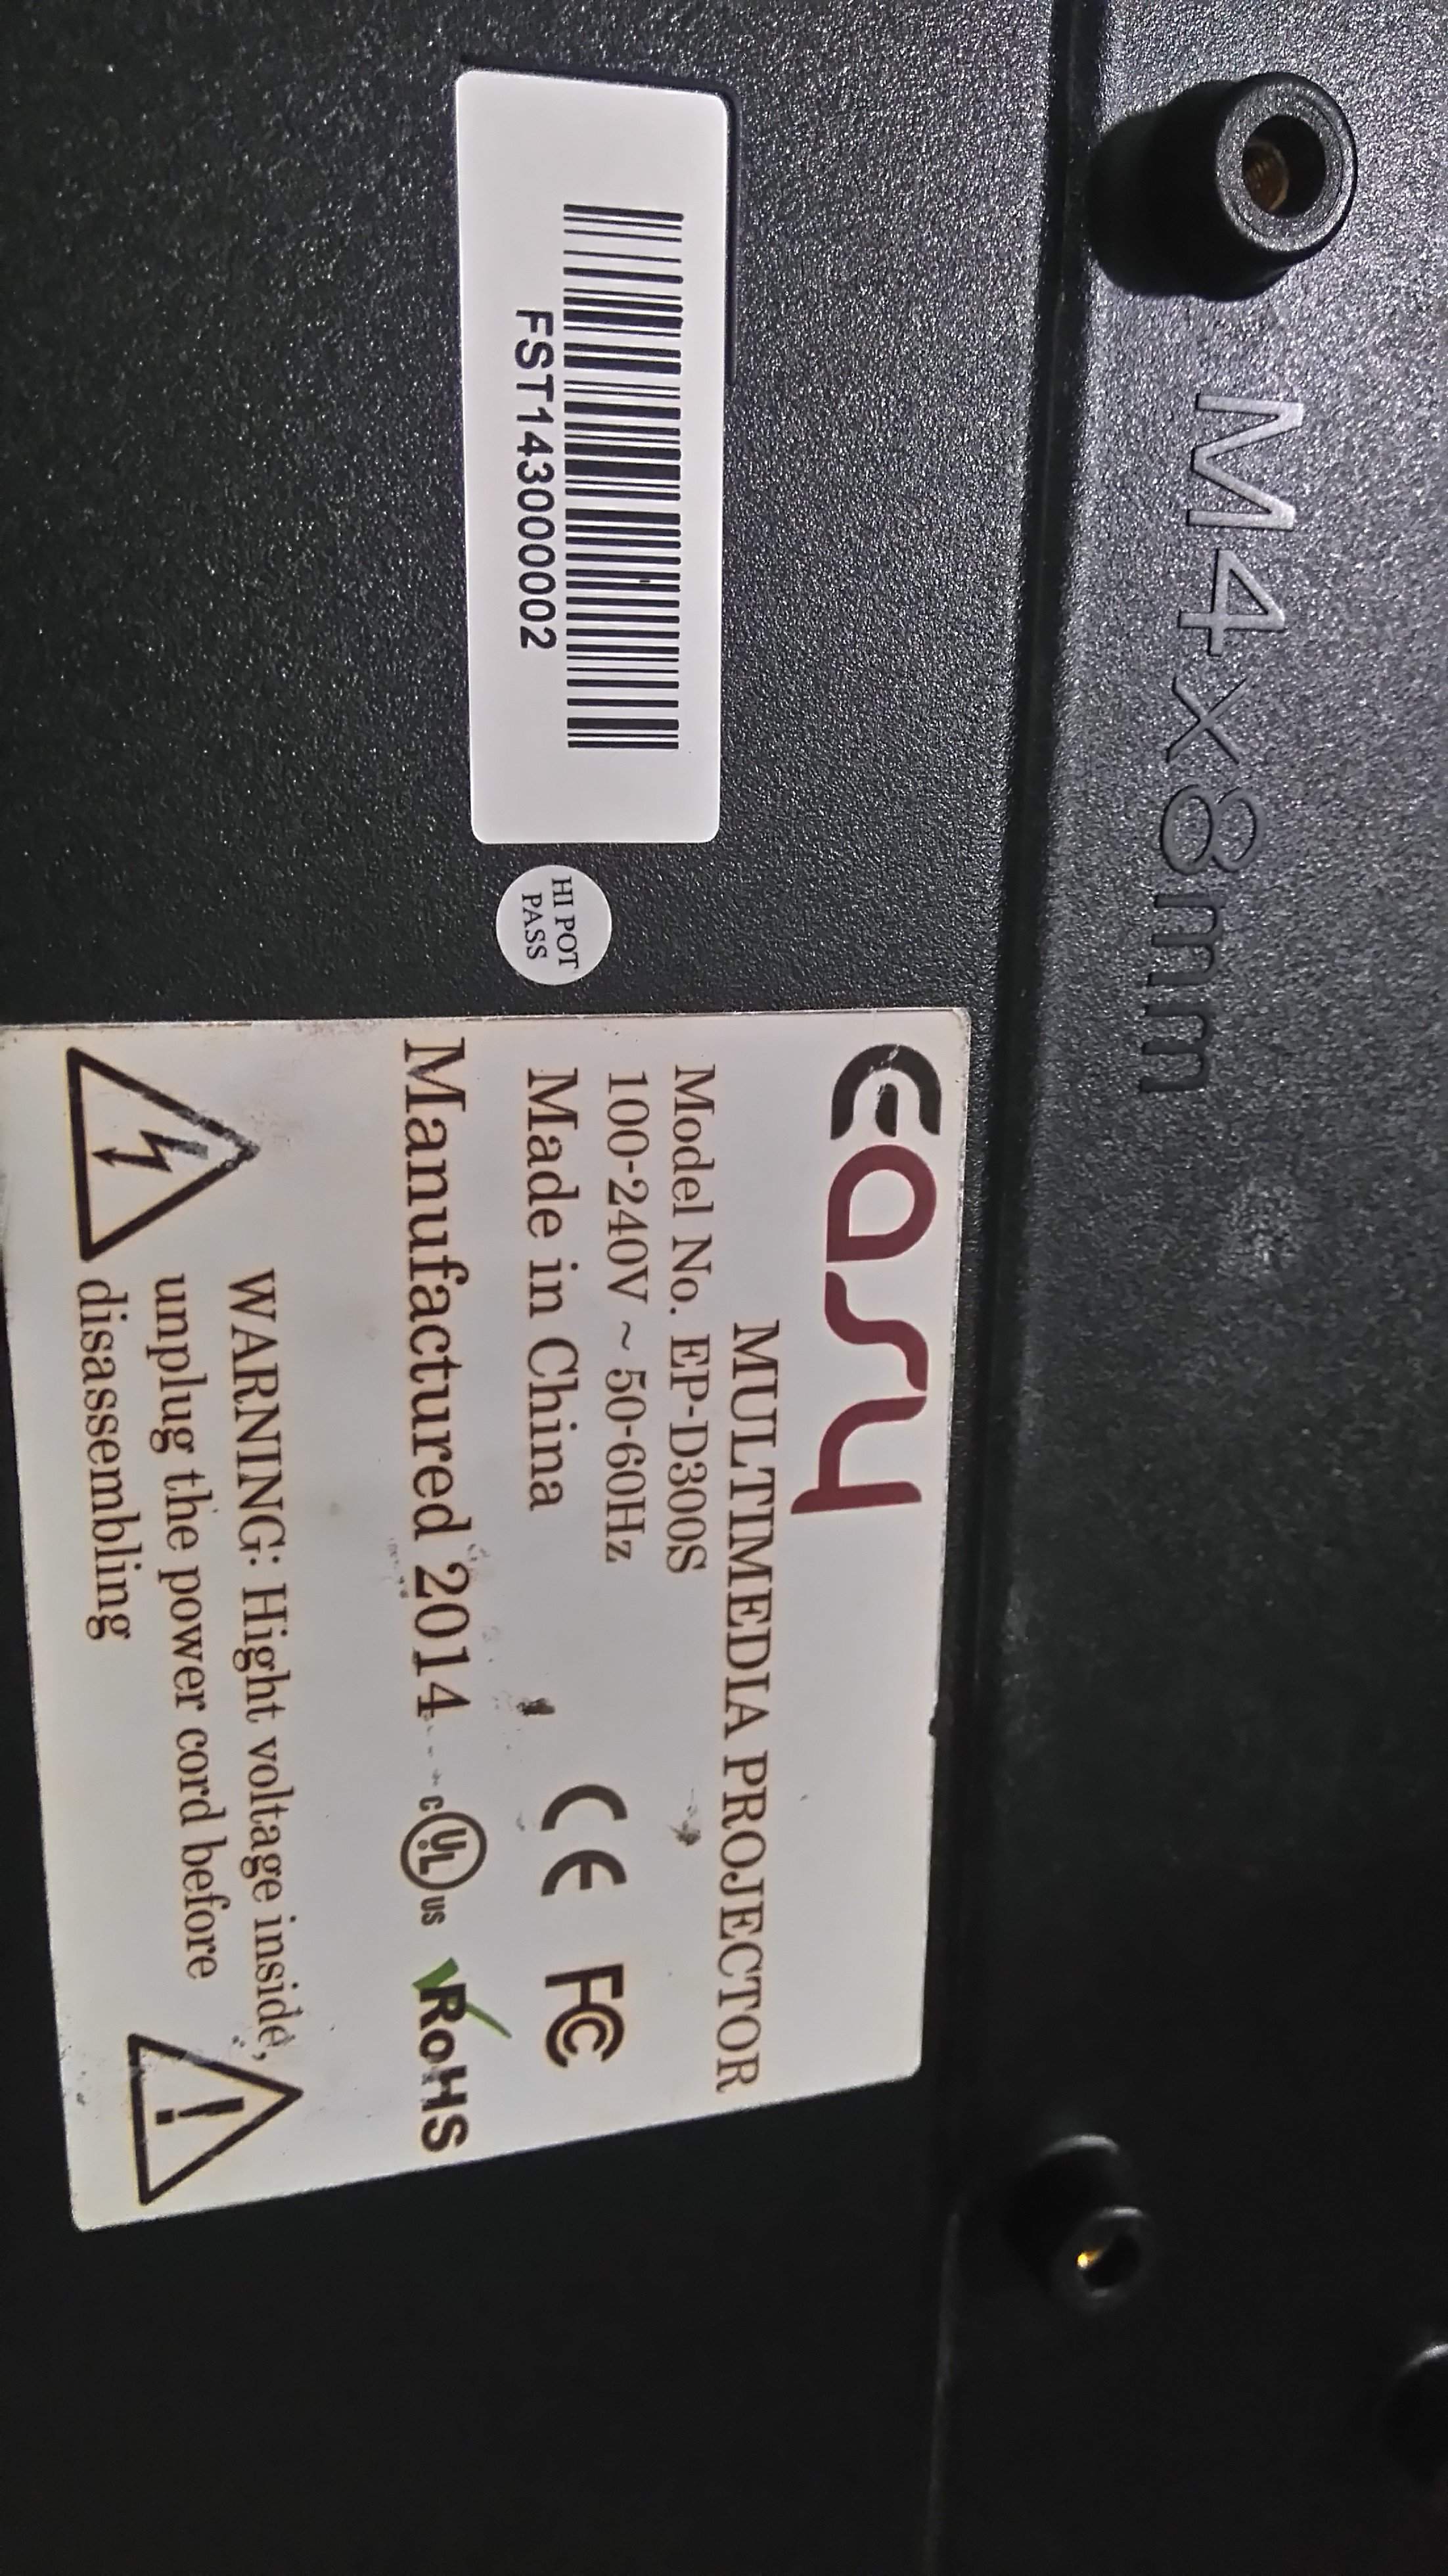 M4x8mm
FST143000002
HI POT
PASS
easy
MULTIMEDIA PROJECTOR
Model No. EP-D300S
100-240V ~ 50-60Hz
Made in China
CE FC
Manufactured 2014
c UL US RoHS
WARNING: Hight voltage inside,
unplug the power cord before
disassembling